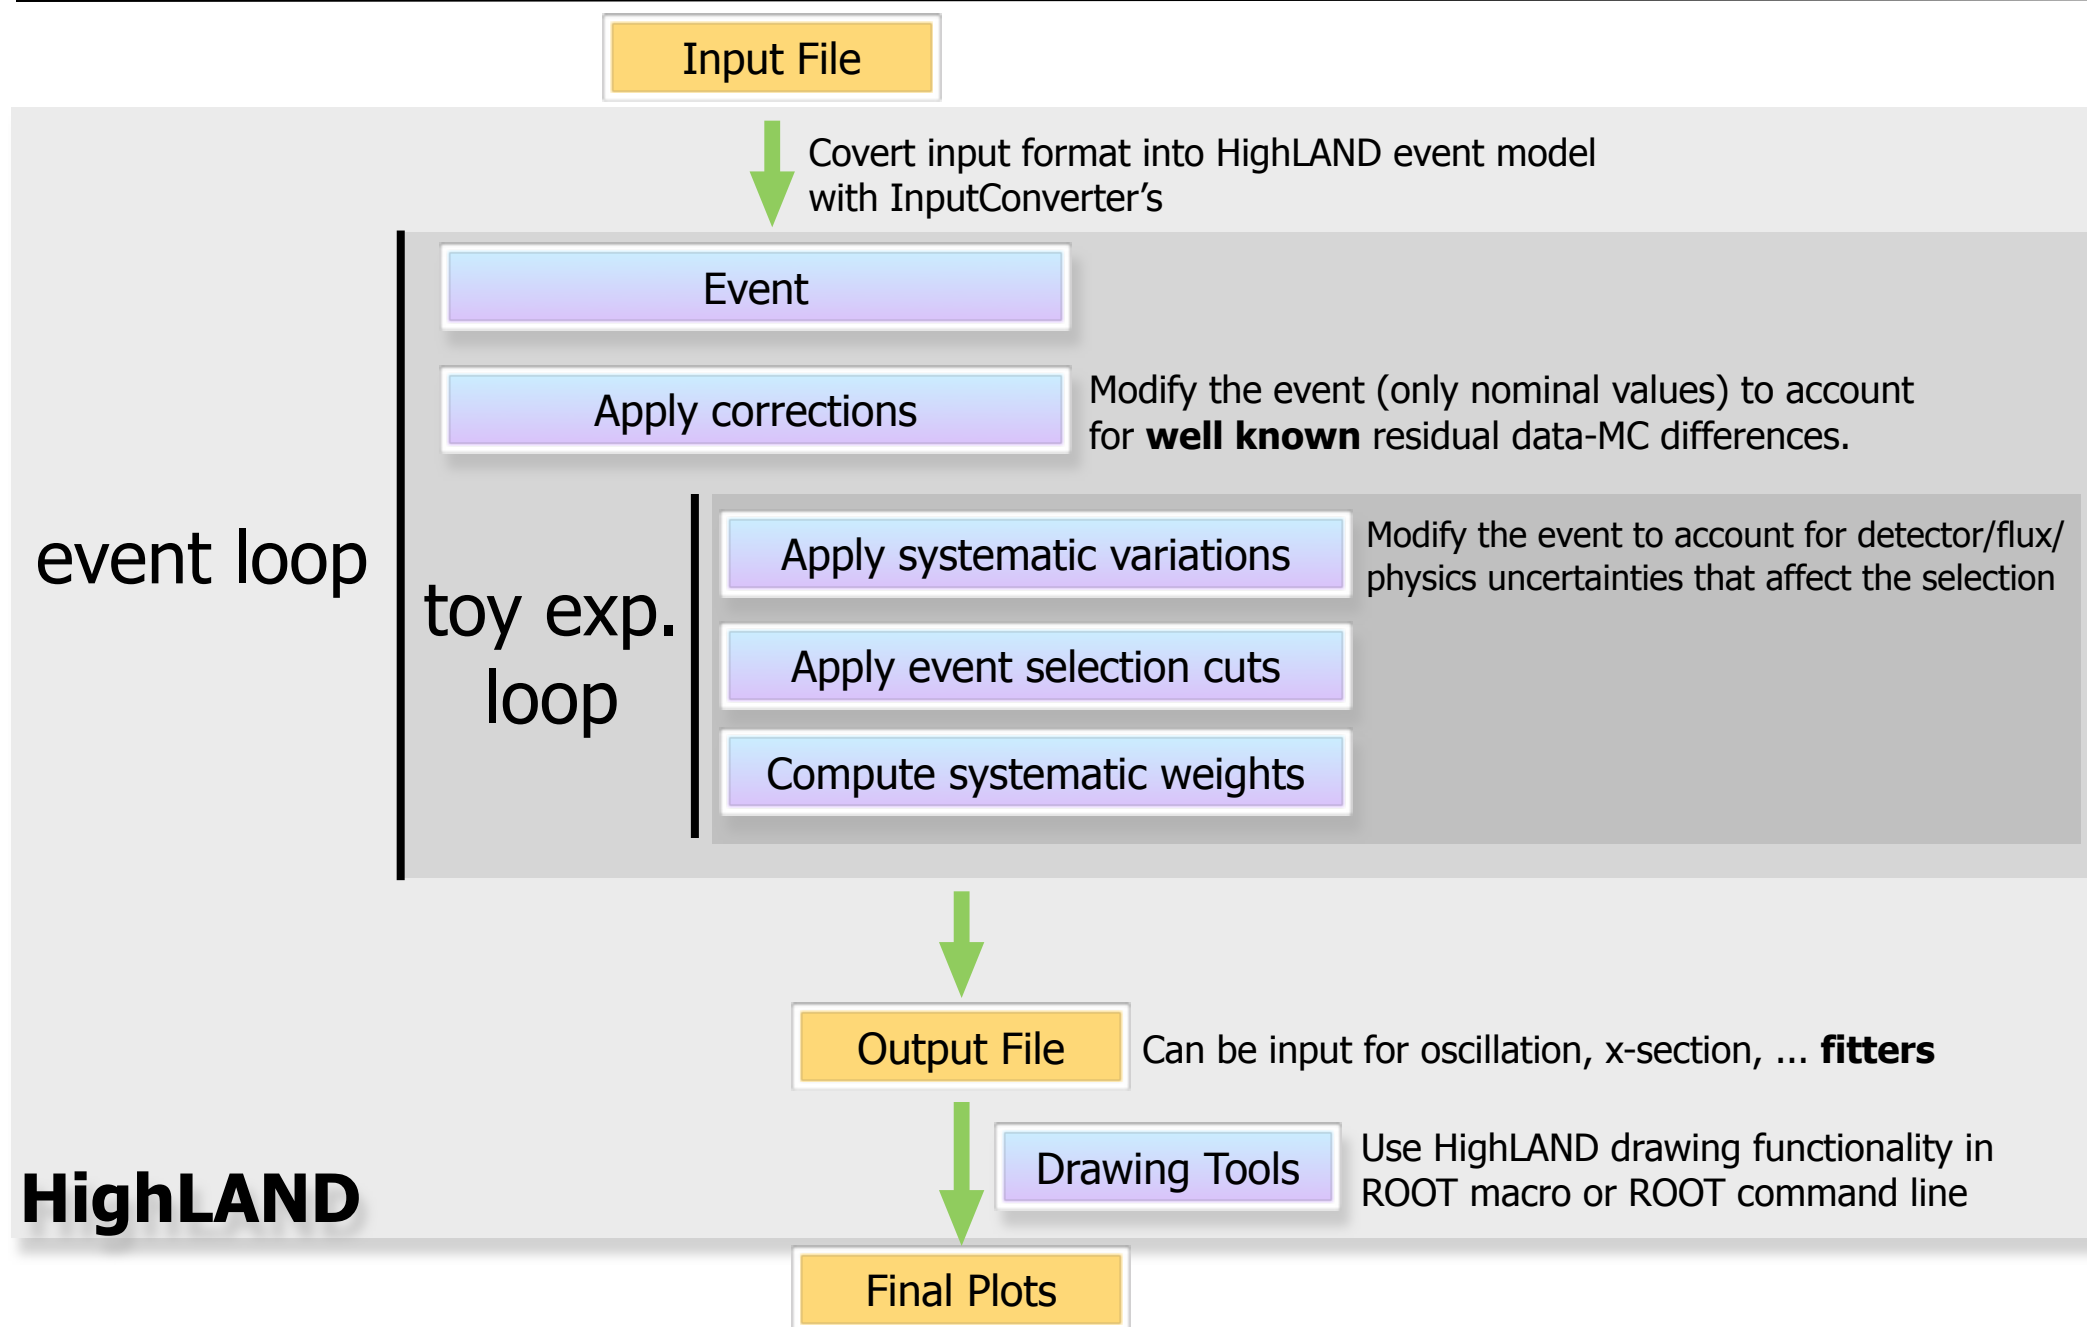 Input File
Covert input format into HighLAND event model
with InputConverter’s
Event
Apply corrections
Modify the event (only nominal values) to account
for well known residual data-MC differences.
event loop
toy exp.
loop
Apply systematic variations
Modify the event to account for detector/flux/
physics uncertainties that affect the selection
Apply event selection cuts
Compute systematic weights
Output File
Can be input for oscillation, x-section, ... fitters
Drawing Tools
Use HighLAND drawing functionality in
ROOT macro or ROOT command line
HighLAND
Final Plots